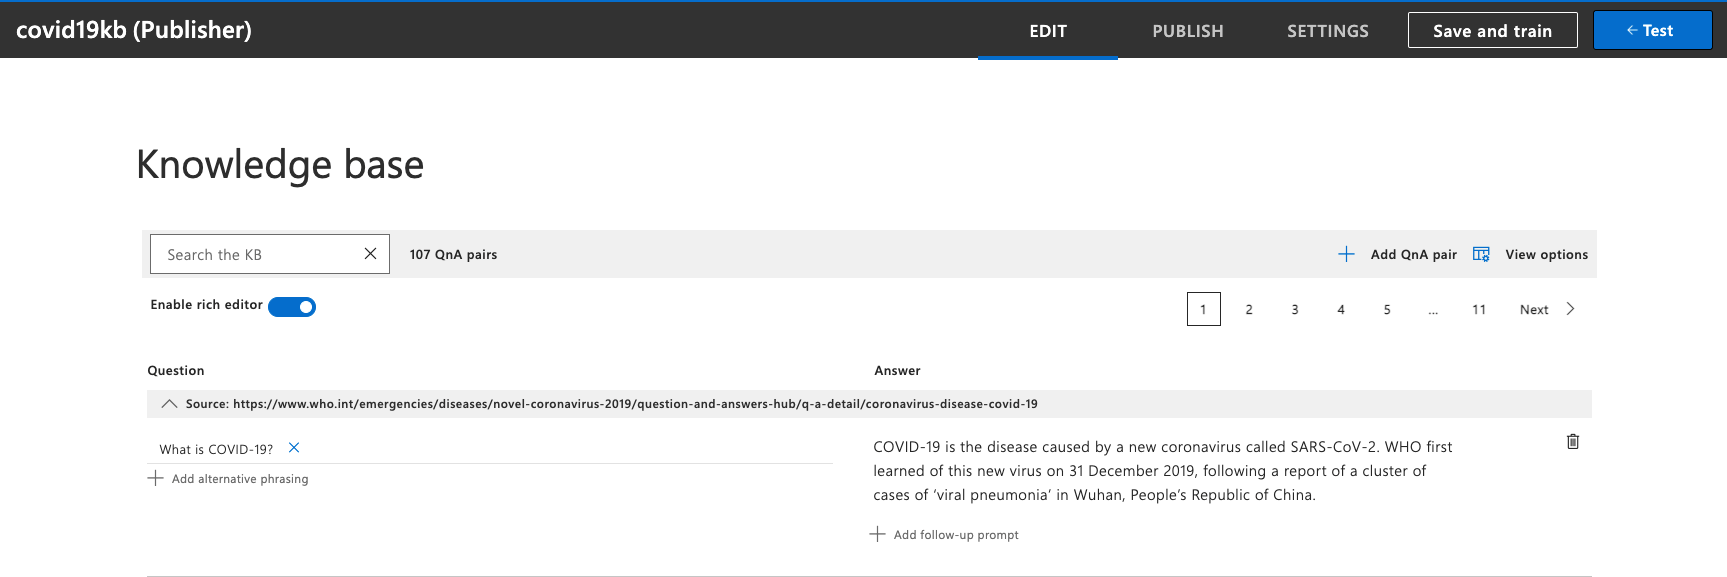 covid19kb (Publisher)
EDIT
PUBLISH
SETTINGS
Save and train
← Test
Knowledge base
Search the KB
107 QnA pairs
Add QnA pair
View options
Enable rich editor
1 2 3 4 5 ... 11 Next
Question
Answer
Source: https://www.who.int/emergencies/diseases/novel-coronavirus-2019/question-and-answers-hub/q-a-detail/coronavirus-disease-covid-19
What is COVID-19?
Add alternative phrasing
COVID-19 is the disease caused by a new coronavirus called SARS-CoV-2. WHO first
learned of this new virus on 31 December 2019, following a report of a cluster of
cases of ‘viral pneumonia’ in Wuhan, People’s Republic of China.
Add follow-up prompt